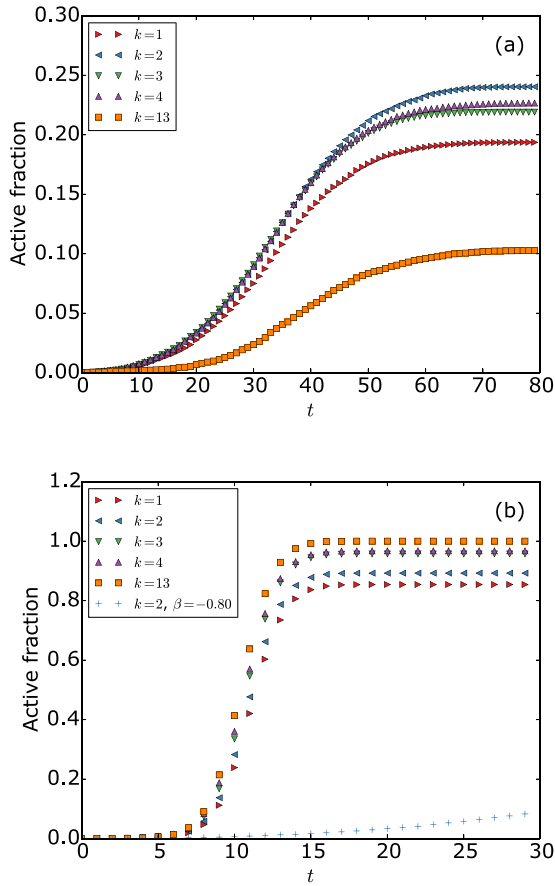 0.30
0.25
0.20
0.15
0.10
0.05
0.00
Active fraction
k=1
k=2
k=3
k=4
k=13
(a)
0 10 20 30 40 50 60 70 80
t
1.2
1.0
0.8
0.6
0.4
0.2
0.0
Active fraction
k=1
k=2
k=3
k=4
k=13
k=2, β=−0.80
(b)
0 5 10 15 20 25 30
t